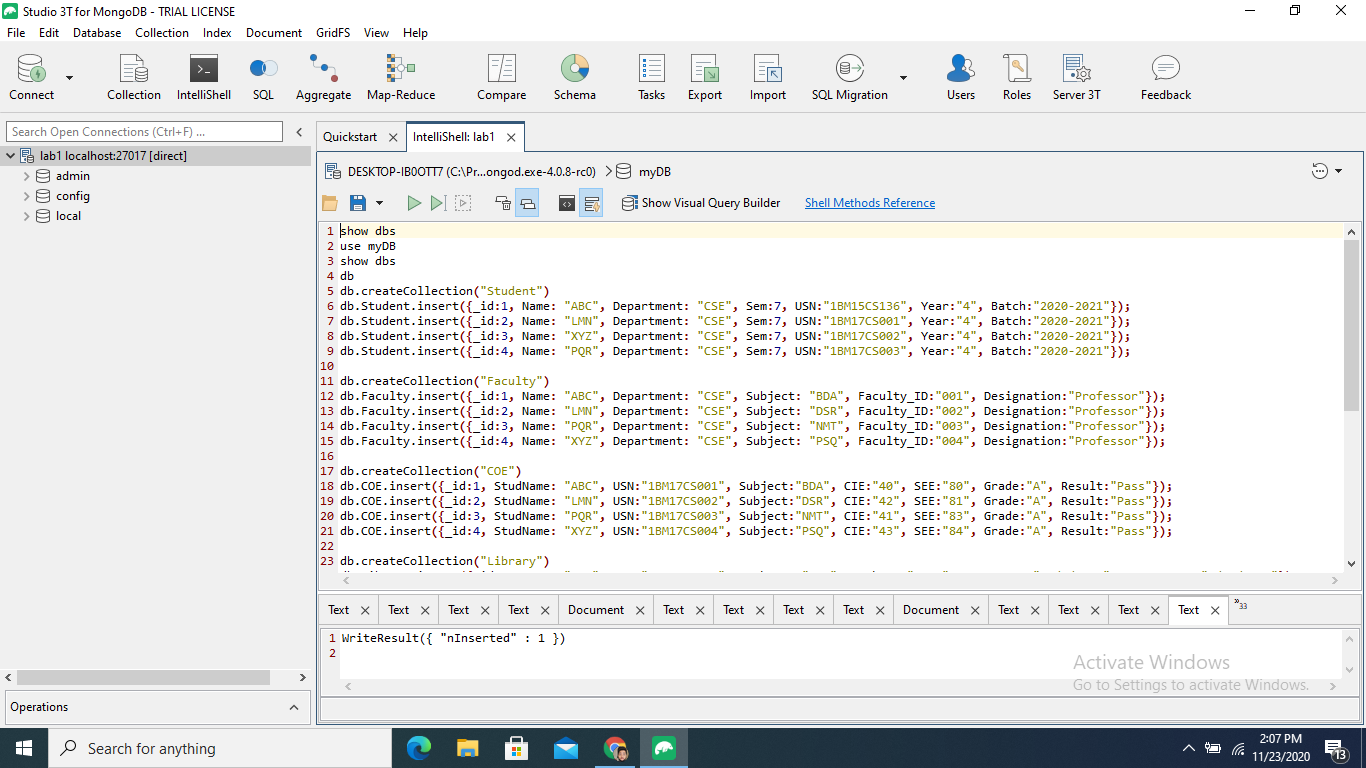 Studio 3T for MongoDB - TRIAL LICENSE
File Edit Database Collection Index Document GridFS View Help
Connect Collection IntelliShell SQL Aggregate Map-Reduce Compare Schema Tasks Export Import SQL Migration Users Roles Server 3T Feedback
Search Open Connections (Ctrl+F) ...
Quickstart IntelliShell: lab1
lab1 localhost:27017 [direct]
admin
config
local
DESKTOP-IB0OTT7 (C:\Pr...ongod.exe-4.0.8-rc0) myDB
Show Visual Query Builder Shell Methods Reference
1 show dbs
2 use myDB
3 show dbs
4 db
5 db.createCollection("Student")
6 db.Student.insert({_id:1, Name: "ABC", Department: "CSE", Sem:7, USN:"1BM15CS136", Year:"4", Batch:"2020-2021"});
7 db.Student.insert({_id:2, Name: "LMN", Department: "CSE", Sem:7, USN:"1BM17CS001", Year:"4", Batch:"2020-2021"});
8 db.Student.insert({_id:3, Name: "XYZ", Department: "CSE", Sem:7, USN:"1BM17CS002", Year:"4", Batch:"2020-2021"});
9 db.Student.insert({_id:4, Name: "PQR", Department: "CSE", Sem:7, USN:"1BM17CS003", Year:"4", Batch:"2020-2021"});
10
11 db.createCollection("Faculty")
12 db.Faculty.insert({_id:1, Name: "ABC", Department: "CSE", Subject: "BDA", Faculty_ID:"001", Designation:"Professor"});
13 db.Faculty.insert({_id:2, Name: "LMN", Department: "CSE", Subject: "DSR", Faculty_ID:"002", Designation:"Professor"});
14 db.Faculty.insert({_id:3, Name: "PQR", Department: "CSE", Subject: "NMT", Faculty_ID:"003", Designation:"Professor"});
15 db.Faculty.insert({_id:4, Name: "XYZ", Department: "CSE", Subject: "PSQ", Faculty_ID:"004", Designation:"Professor"});
16
17 db.createCollection("COE")
18 db.COE.insert({_id:1, StudName: "ABC", USN:"1BM17CS001", Subject:"BDA", CIE:"40", SEE:"80", Grade:"A", Result:"Pass"});
19 db.COE.insert({_id:2, StudName: "LMN", USN:"1BM17CS002", Subject:"DSR", CIE:"42", SEE:"81", Grade:"A", Result:"Pass"});
20 db.COE.insert({_id:3, StudName: "PQR", USN:"1BM17CS003", Subject:"NMT", CIE:"41", SEE:"83", Grade:"A", Result:"Pass"});
21 db.COE.insert({_id:4, StudName: "XYZ", USN:"1BM17CS004", Subject:"PSQ", CIE:"43", SEE:"84", Grade:"A", Result:"Pass"});
22
23 db.createCollection("Library")
Text Text Text Text Document Text Text Text Text Document Text Text Text Text »33
1 WriteResult({ "nInserted" : 1 })
2
Activate Windows
Go to Settings to activate Windows.
Operations
Search for anything
2:07 PM
11/23/2020
13